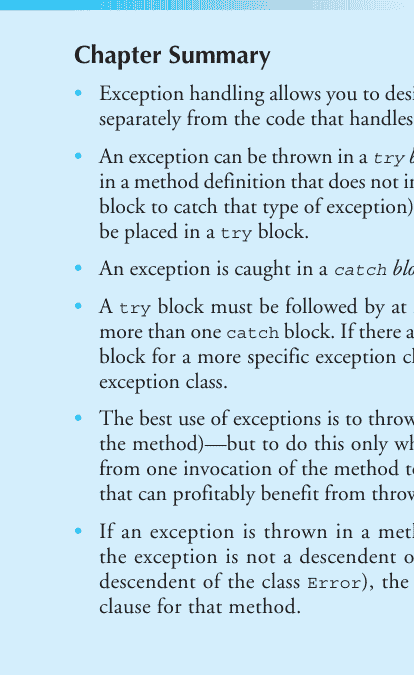 Chapter Summary
• Exception handling allows you to desi
separately from the code that handles
• An exception can be thrown in a try b
in a method definition that does not in
block to catch that type of exception)
be placed in a try block.
• An exception is caught in a catch blo
• A try block must be followed by at
more than one catch block. If there a
block for a more specific exception cl
exception class.
• The best use of exceptions is to throw
the method)—but to do this only wh
from one invocation of the method to
that can profitably benefit from throw
• If an exception is thrown in a meth
the exception is not a descendent o
descendent of the class Error), the
clause for that method.